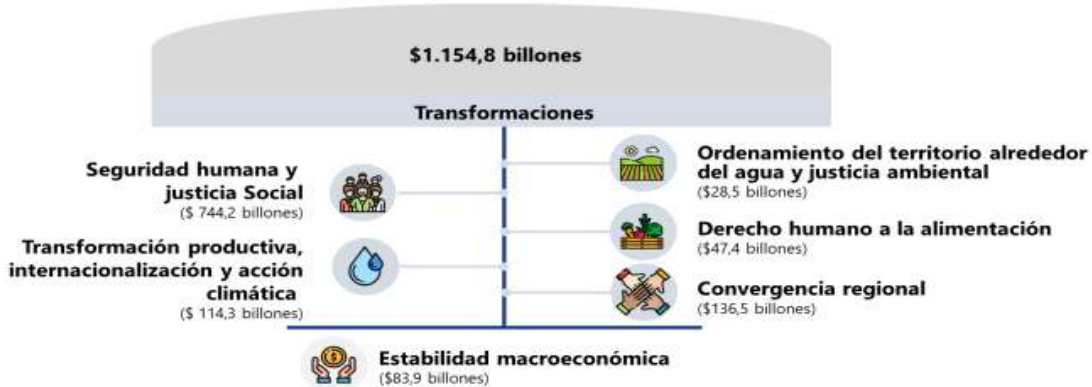 $1.154,8 billones
Transformaciones
Seguridad humana y
justicia Social
($ 744,2 billones)
Transformación productiva,
internacionalización y acción
climática
($ 114,3 billones)
Ordenamiento del territorio alrededor
del agua y justicia ambiental
($28,5 billones)
Derecho humano a la alimentación
($47,4 billones)
Convergencia regional
($136,5 billones)
Estabilidad macroeconómica
($83,9 billones)